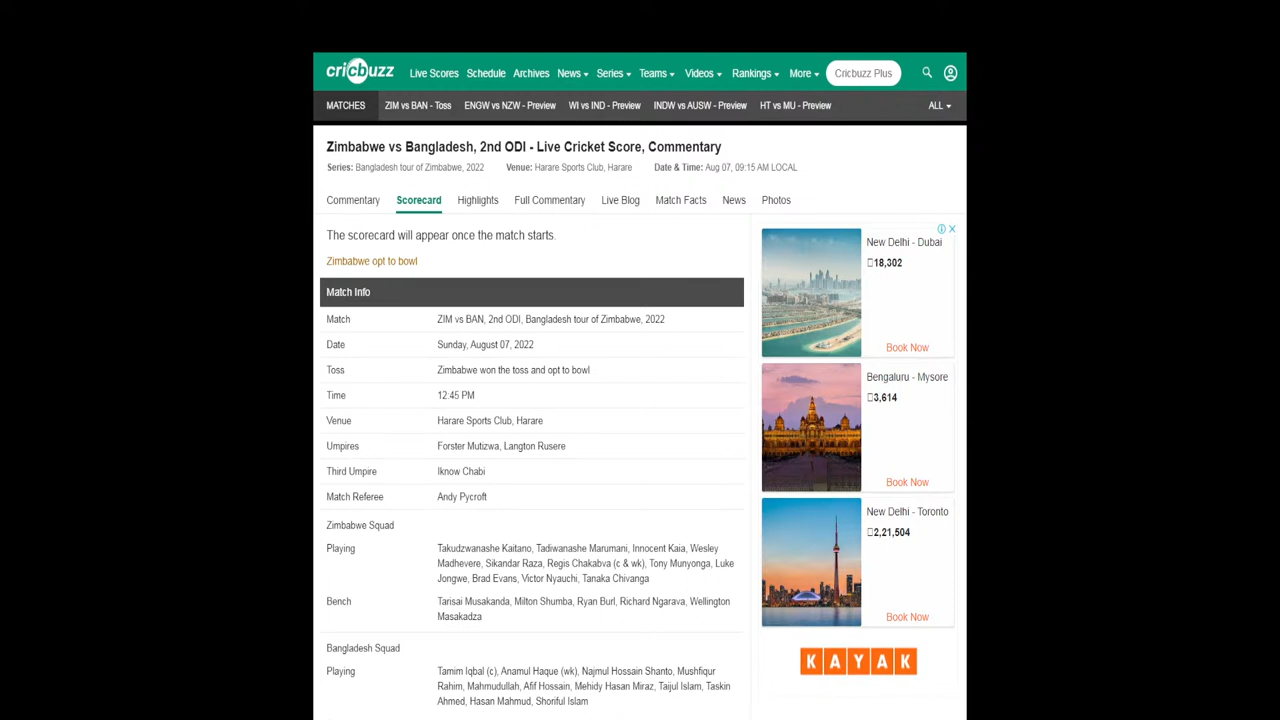 cricbuzz Live Scores Schedule Archives News Series Teams Videos Rankings More Cricbuzz Plus
MATCHES ZIM vs BAN - Toss ENGW vs NZW - Preview WI vs IND - Preview INDW vs AUSW - Preview HT vs MU - Preview ALL
Zimbabwe vs Bangladesh, 2nd ODI - Live Cricket Score, Commentary
Series: Bangladesh tour of Zimbabwe, 2022 Venue: Harare Sports Club, Harare Date & Time: Aug 07, 09:15 AM LOCAL
Commentary Scorecard Highlights Full Commentary Live Blog Match Facts News Photos
The scorecard will appear once the match starts.
Zimbabwe opt to bowl
Match Info
Match ZIM vs BAN, 2nd ODI, Bangladesh tour of Zimbabwe, 2022
Date Sunday, August 07, 2022
Toss Zimbabwe won the toss and opt to bowl
Time 12:45 PM
Venue Harare Sports Club, Harare
Umpires Forster Mutizwa, Langton Rusere
Third Umpire Iknow Chabi
Match Referee Andy Pycroft
Zimbabwe Squad
Playing Takudzwanashe Kaitano, Tadiwanashe Marumani, Innocent Kaia, Wesley
Madhevere, Sikandar Raza, Regis Chakabva (c & wk), Tony Munyonga, Luke
Jongwe, Brad Evans, Victor Nyauchi, Tanaka Chivanga
Bench Tarisai Musakanda, Milton Shumba, Ryan Burl, Richard Ngarava, Wellington
Masakadza
Bangladesh Squad
Playing Tamim Iqbal (c), Anamul Haque (wk), Najmul Hossain Shanto, Mushfiqur
Rahim, Mahmudullah, Afif Hossain, Mehidy Hasan Miraz, Taijul Islam, Taskin
Ahmed, Hasan Mahmud, Shoriful Islam
New Delhi - Dubai
18,302
Book Now
Bengaluru - Mysore
3,614
Book Now
New Delhi - Toronto
2,21,504
Book Now
KAYAK